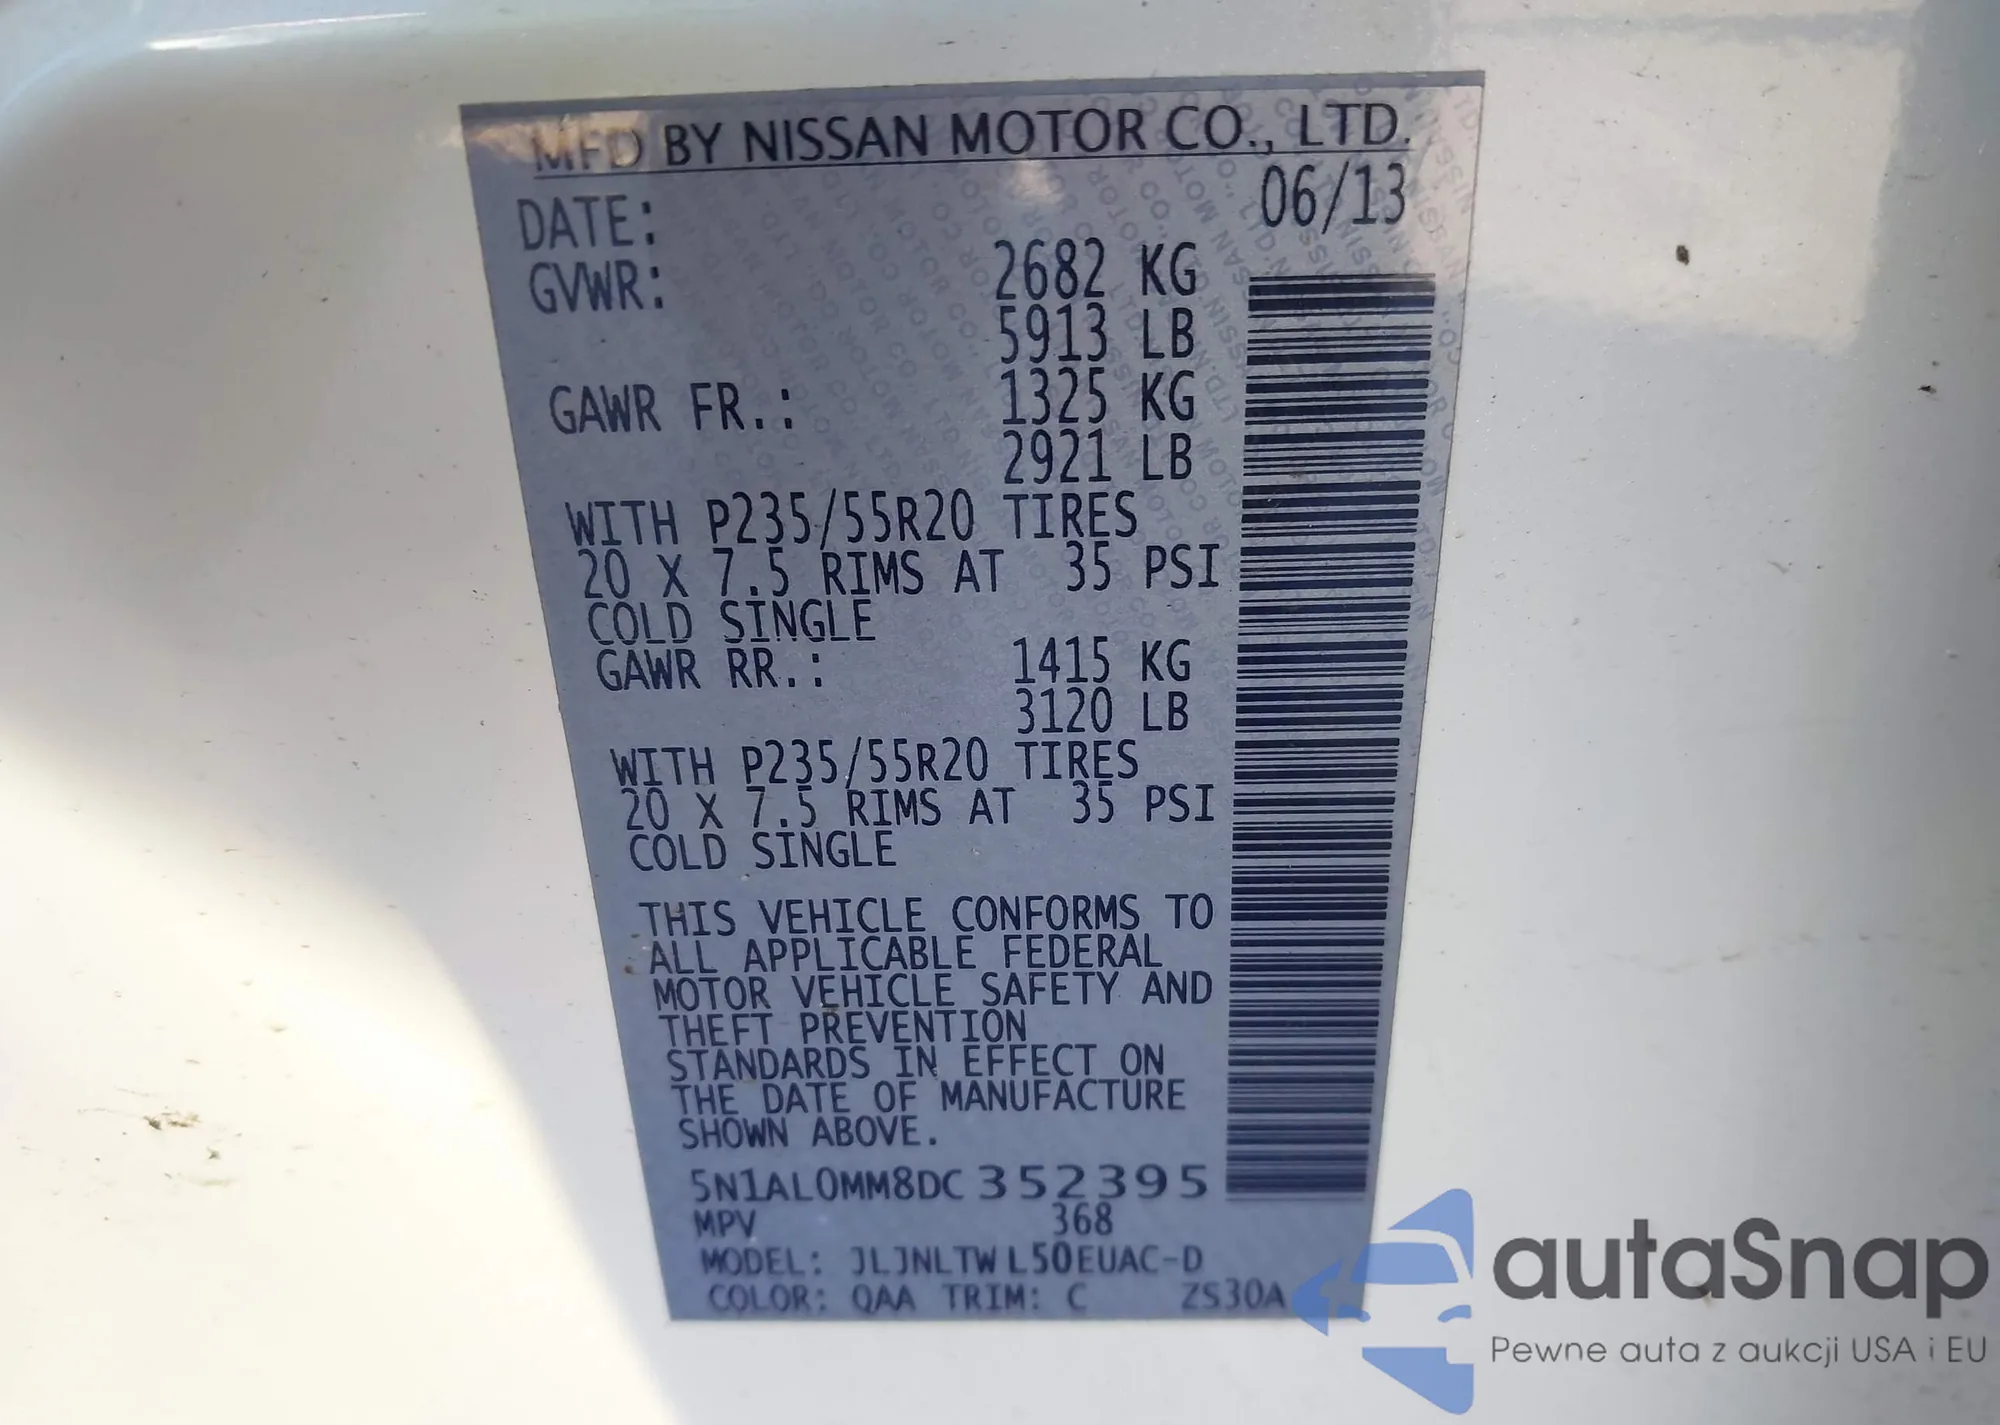 MFD BY NISSAN MOTOR CO., LTD.
DATE: 06/13
GVWR: 2682 KG
5913 LB
GAWR FR.: 1325 KG
2921 LB
WITH P235/55R20 TIRES
20 X 7.5 RIMS AT 35 PSI
COLD SINGLE
GAWR RR.: 1415 KG
3120 LB
WITH P235/55R20 TIRES
20 X 7.5 RIMS AT 35 PSI
COLD SINGLE
THIS VEHICLE CONFORMS TO
ALL APPLICABLE FEDERAL
MOTOR VEHICLE SAFETY AND
THEFT PREVENTION
STANDARDS IN EFFECT ON
THE DATE OF MANUFACTURE
SHOWN ABOVE.
5N1AL0MM8DC352395
MPV 368
MODEL: JLJNLTWL50EUAC-D
COLOR: QAA TRIM: C ZS30A
autoSnap
Pewne auta z aukcji USA i EU